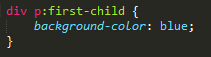 div p:first-child {
    background-color: blue;
}